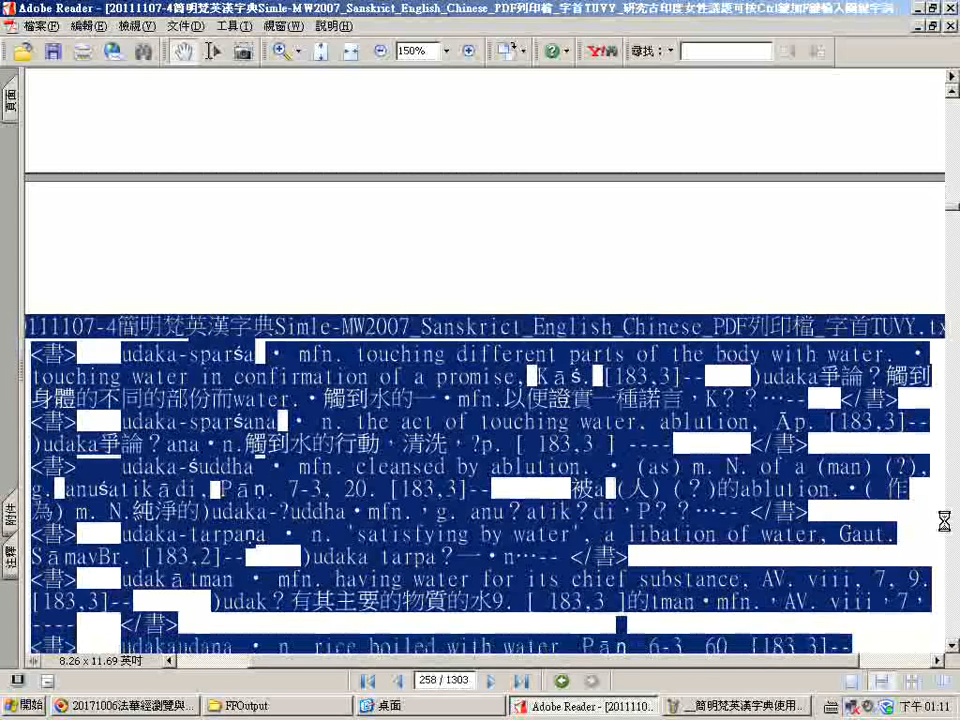 Adobe Reader - [20111107-4簡明梵英漢字典Simle-MW2007_Sanskrict_English_Chinese_PDF列印檔_字首TUVY_研究古印度女性議題可按Ctrl鍵加F鍵輸入關鍵字詞
檔案(F) 編輯(E) 檢視(V) 文件(D) 工具(T) 視窗(W) 說明(H)
150% 尋找：
頁面
0111107-4簡明梵英漢字典Simle-MW2007_Sanskrict_English_Chinese_PDF列印檔_字首TUVY.tx
<書> udaka-sparśa • mfn. touching different parts of the body with water. •
touching water in confirmation of a promise, Kāś. [183,3]-- )udaka爭論？觸到
身體的不同的部份而water.•觸到水的一•mfn.以便證實一種諾言，K？？…-- </書>
<書> udaka-sparśana • n. the act of touching water. ablution, Āp. [183,3]--
)udaka爭論？ana•n.觸到水的行動，清洗，?p. [ 183,3 ] ---- </書>
<書> udaka-śuddha • mfn. cleansed by ablution. • (as) m. N. of a (man) (?),
g. anuśatikādi, Pāṇ. 7-3, 20. [183,3]-- 被a (人) (？)的ablution.•( 作
為) m. N.純淨的)udaka-?uddha•mfn.，g. anu？atik？di，P？？…-- </書>
<書> udaka-tarpaṇa • n. 'satisfying by water', a libation of water, Gaut.
SāmavBr. [183,2]-- )udaka tarpa？一•n…-- </書>
<書> udakātman • mfn. having water for its chief substance, AV. viii, 7, 9.
[183,3]-- )udak？有其主要的物質的水9. [ 183,3 ]的tman•mfn.，AV. viii，7，
---- </書>
<書> udakaudana • n. rice boiled with water Pāṇ 6-3 60 [183 3]--
附件
註釋
8.26 x 11.69 英吋
258 / 1303
開始 20171006法華經瀏覽與... FFOutput 桌面 Adobe Reader - [2011110... __簡明梵英字典使用... 下午 01:11